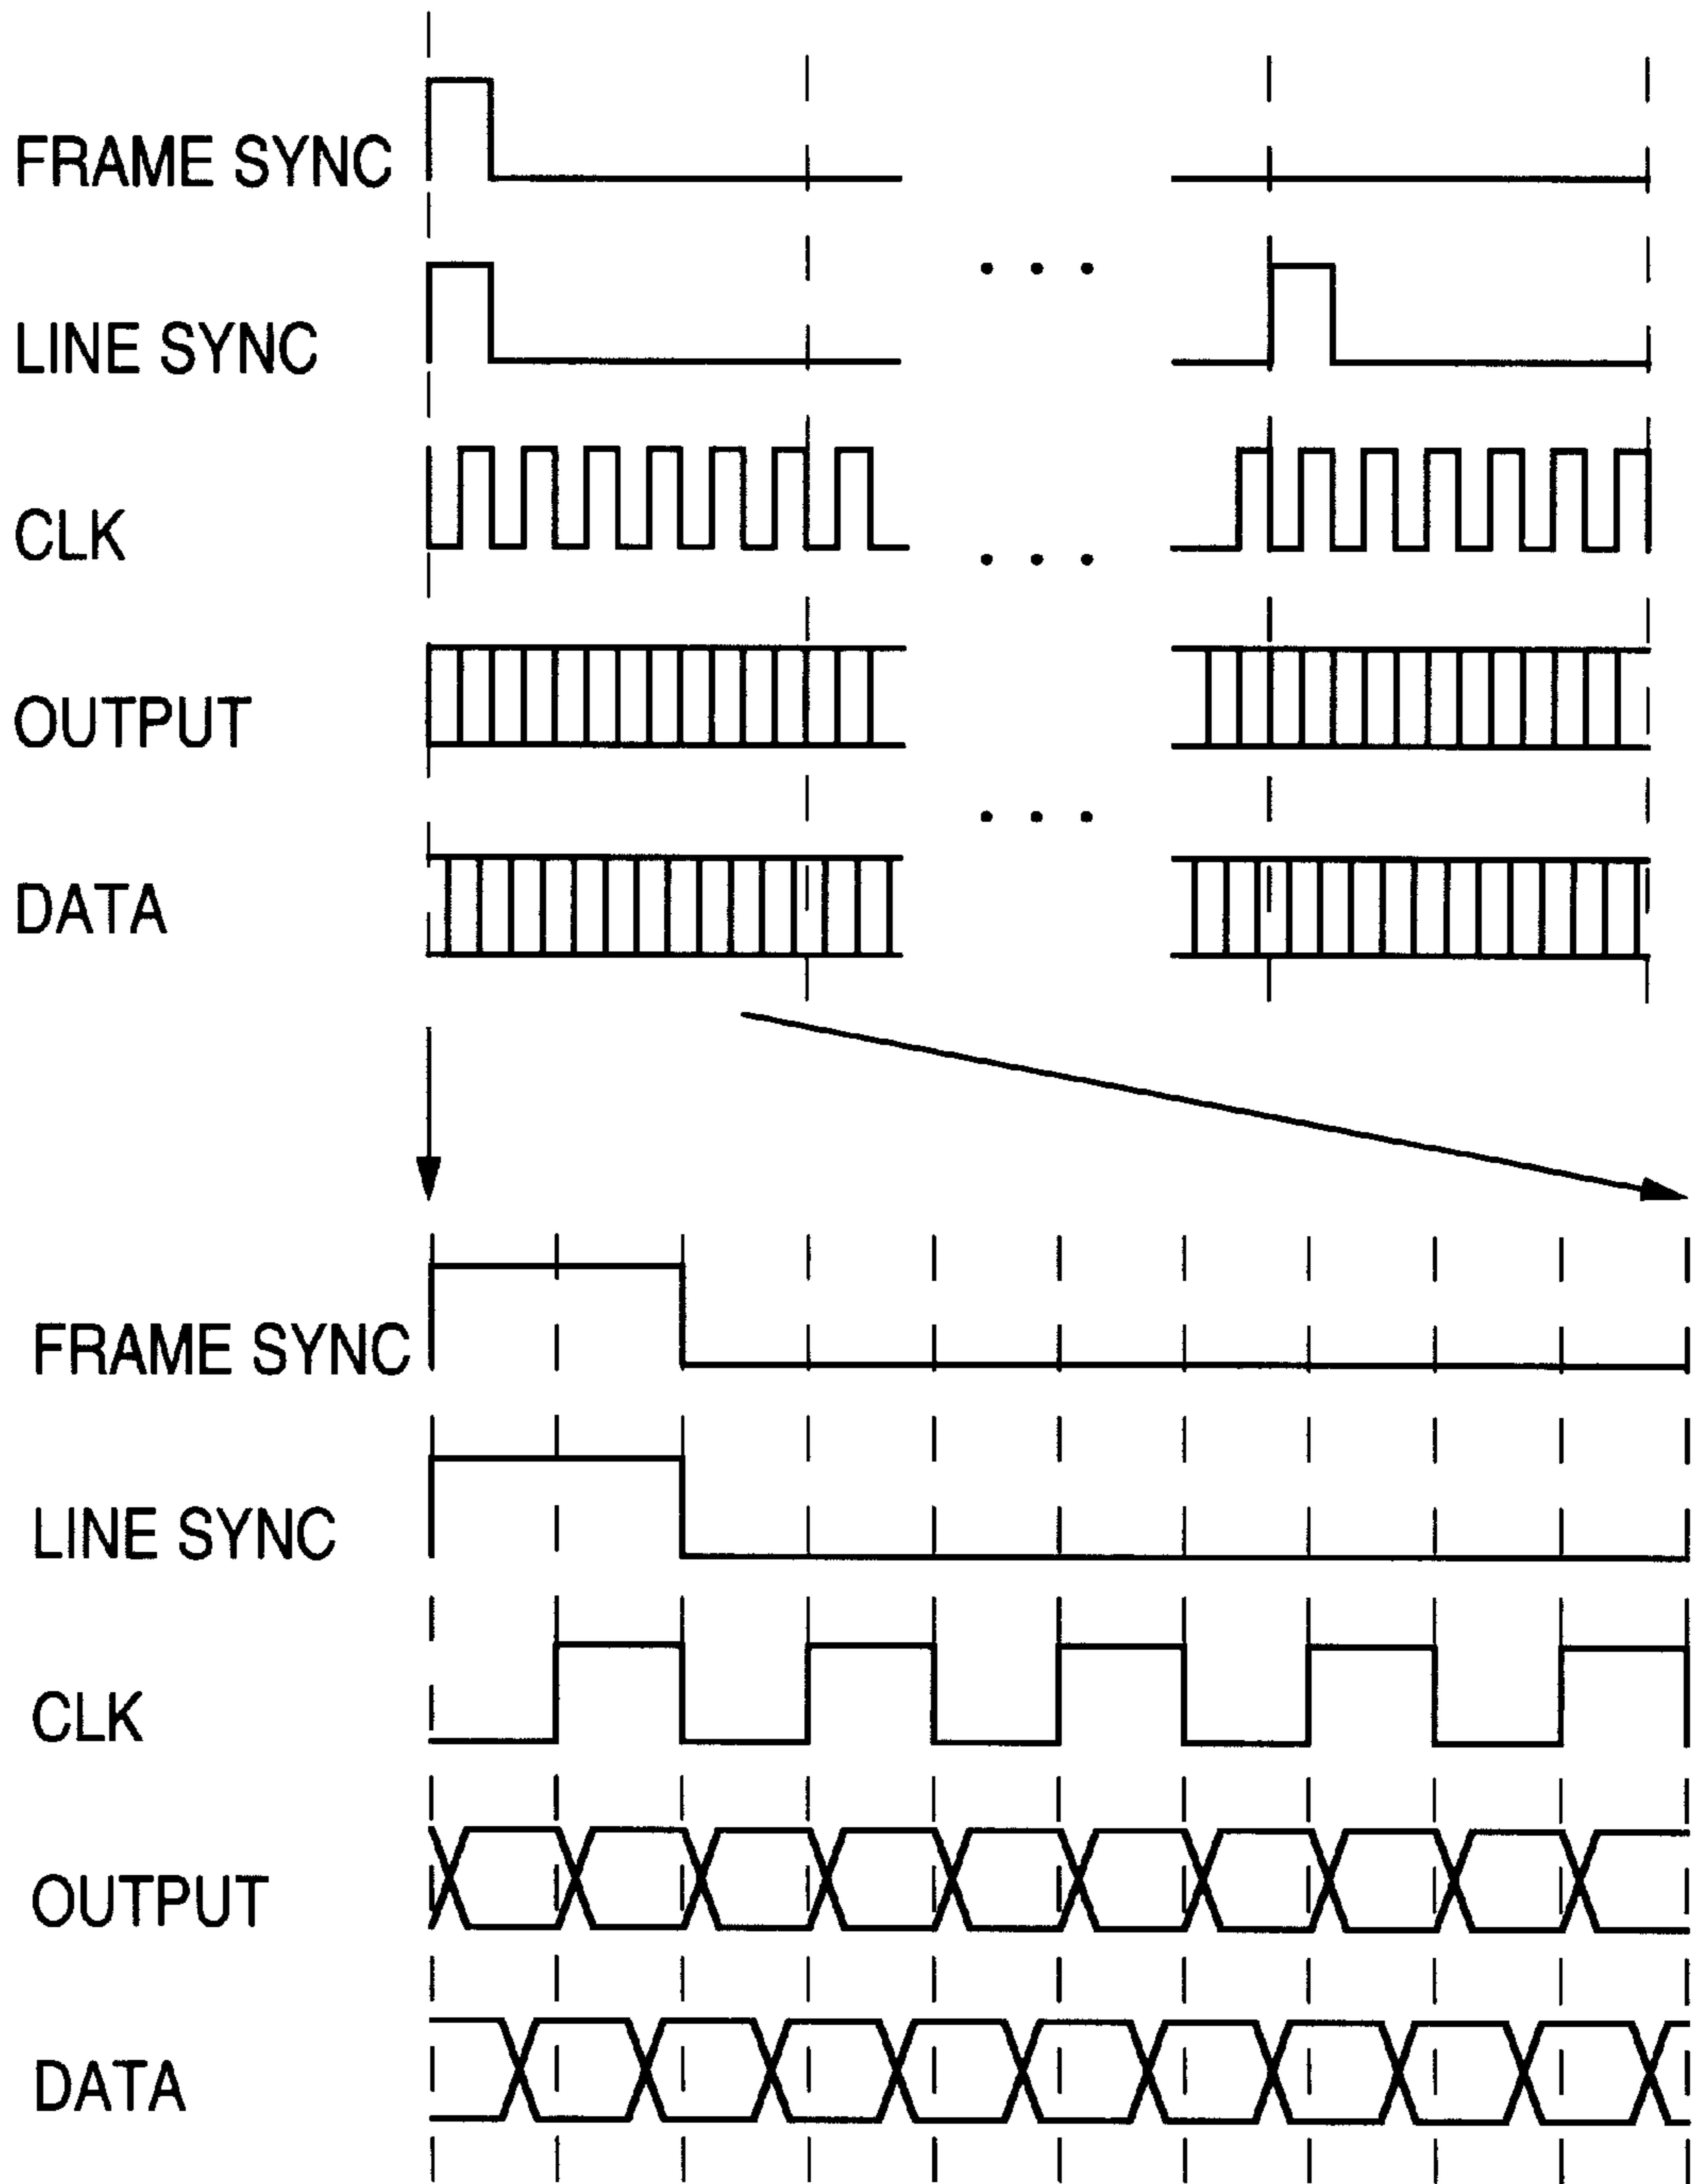 FRAME SYNC
LINE SYNC
CLK
OUTPUT
DATA
FRAME SYNC
LINE SYNC
CLK
OUTPUT
DATA